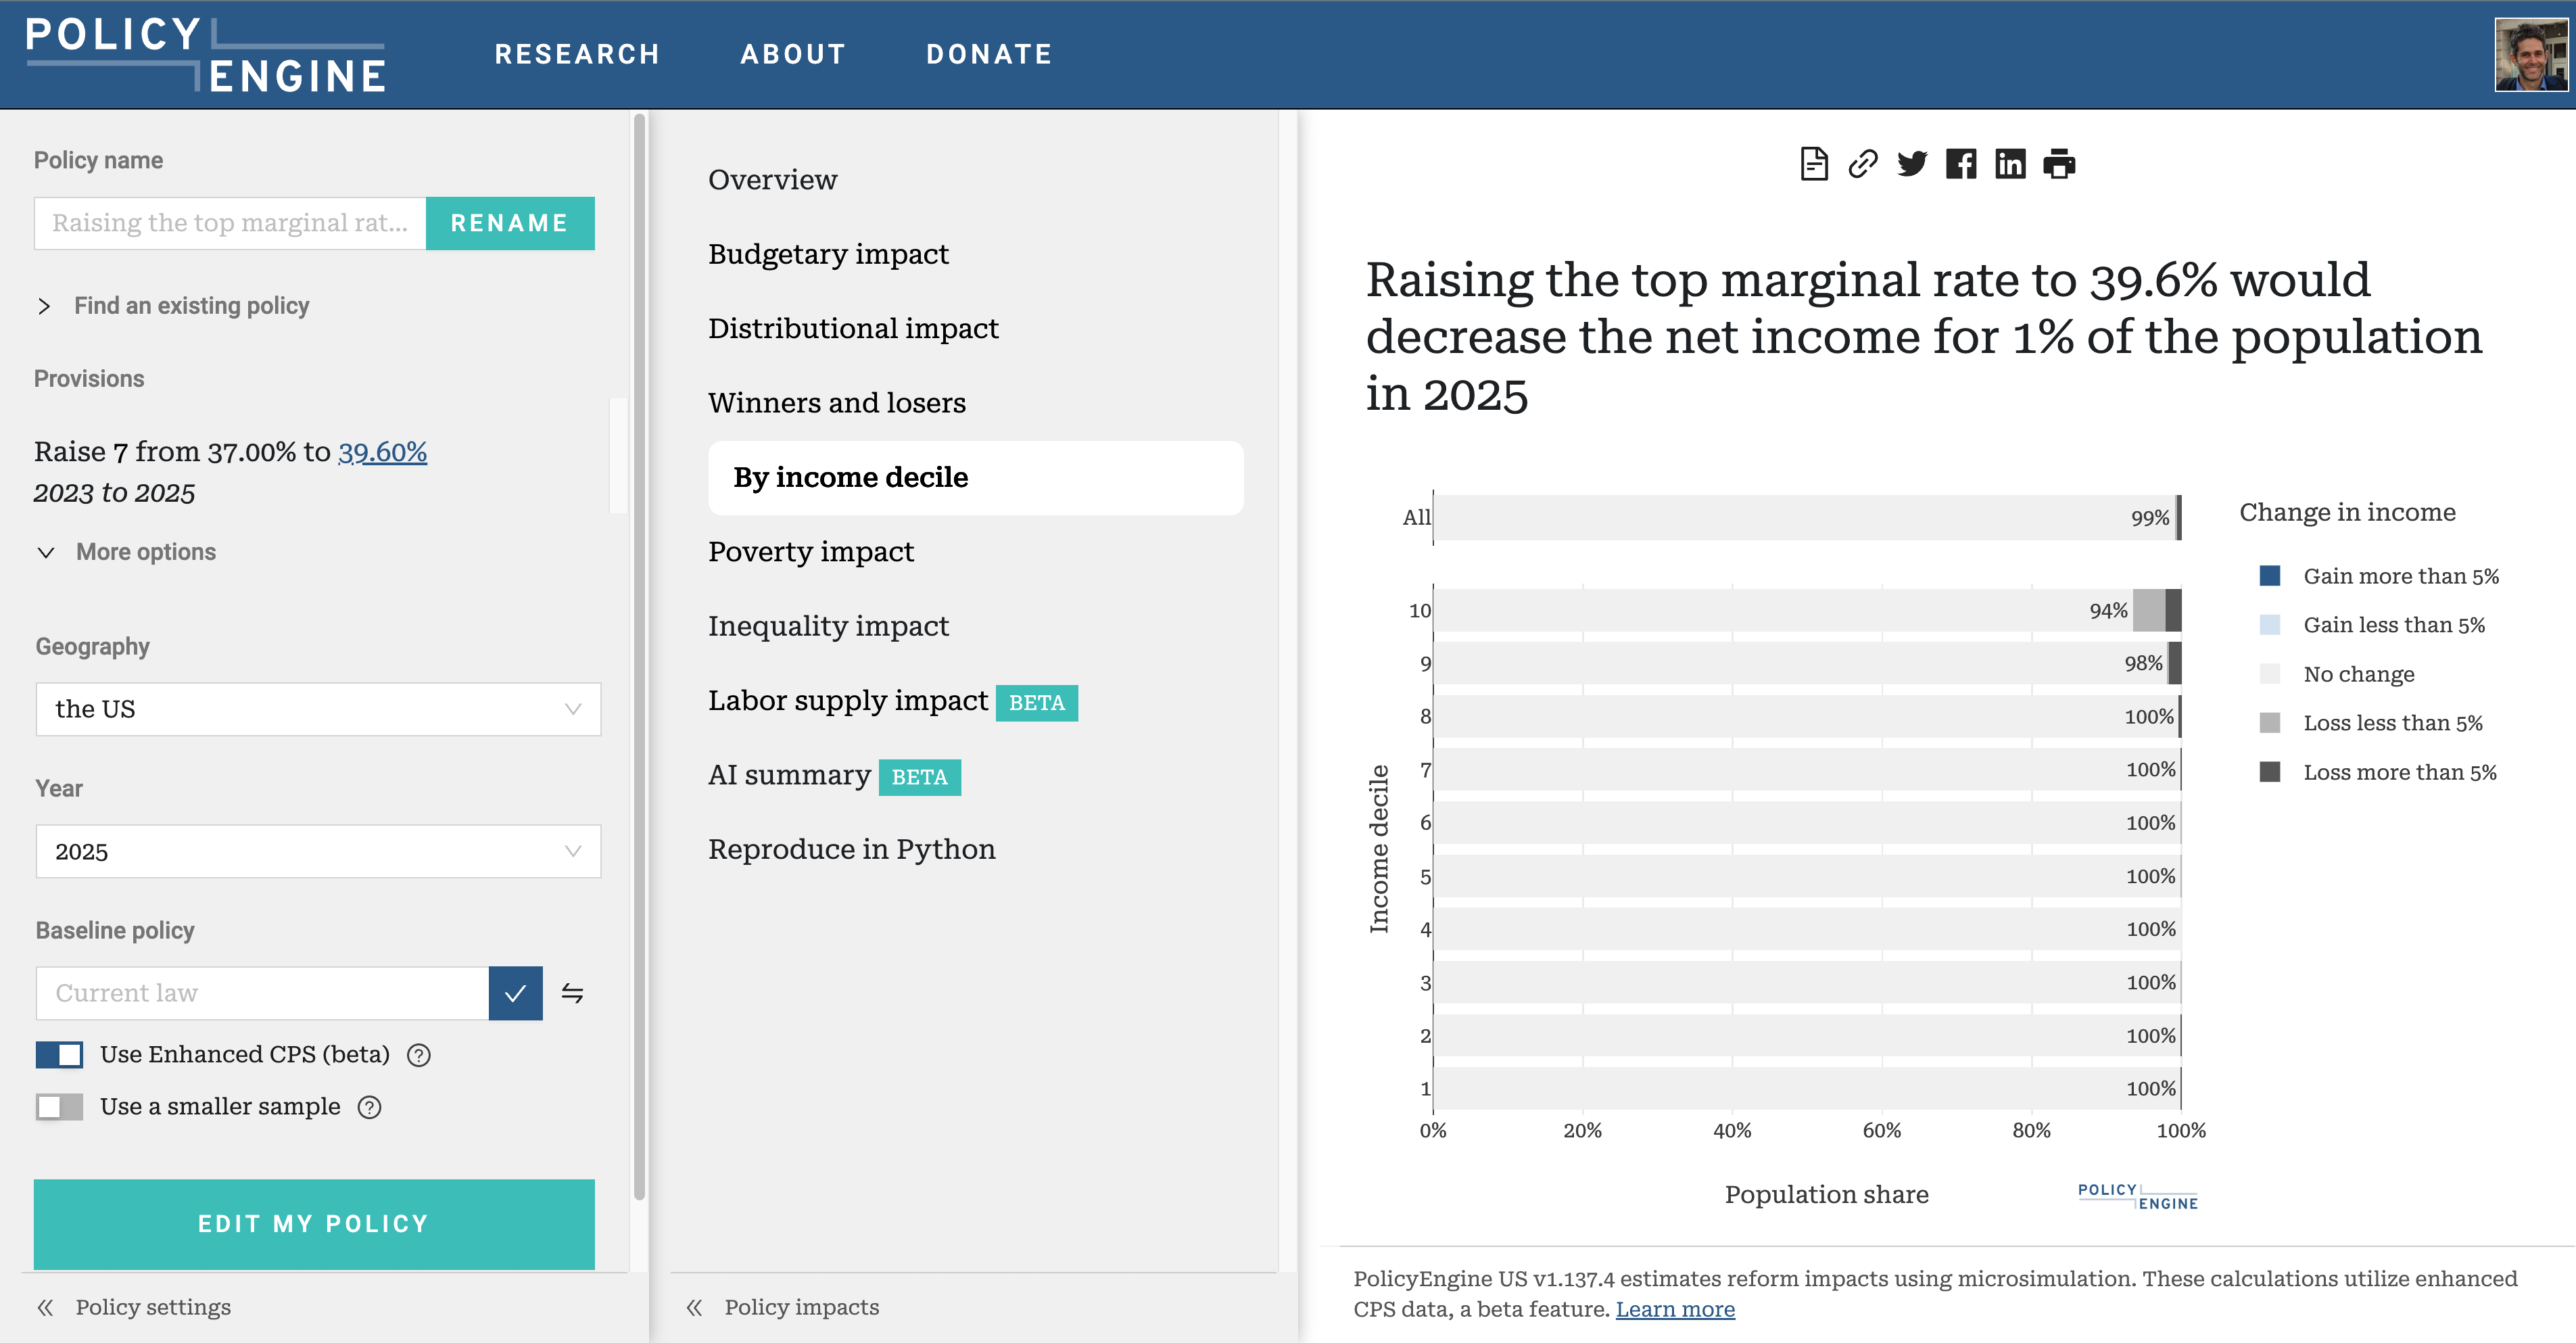 POLICY
ENGINE
RESEARCH
ABOUT
DONATE
Policy name
Raising the top marginal rat...
RENAME
Find an existing policy
Provisions
Raise 7 from 37.00% to 39.60%
2023 to 2025
More options
Geography
the US
Year
2025
Baseline policy
Current law
Use Enhanced CPS (beta)
Use a smaller sample
EDIT MY POLICY
Policy settings
Overview
Budgetary impact
Distributional impact
Winners and losers
By income decile
Poverty impact
Inequality impact
Labor supply impact BETA
AI summary BETA
Reproduce in Python
Policy impacts
Raising the top marginal rate to 39.6% would
decrease the net income for 1% of the population
in 2025
All 99%
10 94%
9 98%
8 100%
7 100%
6 100%
5 100%
4 100%
3 100%
2 100%
1 100%
Income decile
0% 20% 40% 60% 80% 100%
Population share
Change in income
Gain more than 5%
Gain less than 5%
No change
Loss less than 5%
Loss more than 5%
POLICY
ENGINE
PolicyEngine US v1.137.4 estimates reform impacts using microsimulation. These calculations utilize enhanced
CPS data, a beta feature. Learn more